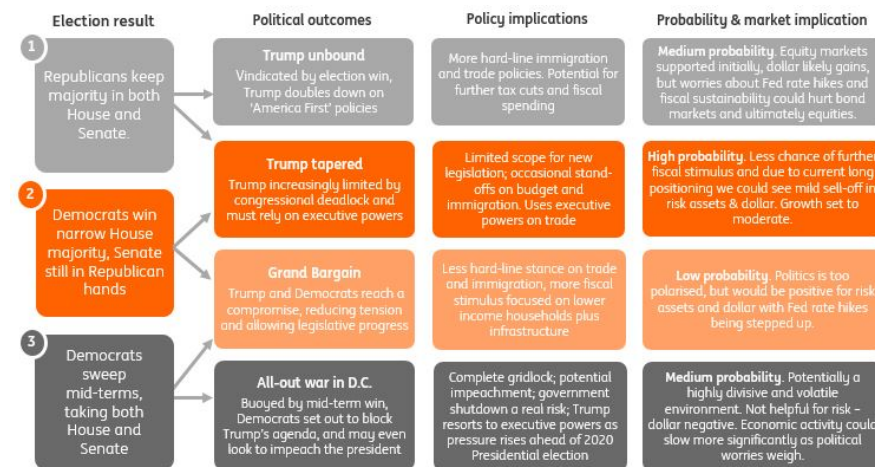 Election result
Political outcomes
Policy implications
Probability & market implication
1
Republicans keep
majority in both
House and
Senate.
Trump unbound
Vindicated by election win,
Trump doubles down on
'America First' policies
More hard-line immigration
and trade policies. Potential for
further tax cuts and fiscal
spending
Medium probability. Equity markets
supported initially, dollar likely gains,
but worries about Fed rate hikes and
fiscal sustainability could hurt bond
markets and ultimately equities.
2
Democrats win
narrow House
majority, Senate
still in Republican
hands
Trump tapered
Trump increasingly limited by
congressional deadlock and
must rely on executive powers
Limited scope for new
legislation; occasional stand-
offs on budget and
immigration. Uses executive
powers on trade
High probability. Less chance of further
fiscal stimulus and due to current long
positioning we could see mild sell-off in
risk assets & dollar. Growth set to
moderate.
Grand Bargain
Trump and Democrats reach a
compromise, reducing tension
and allowing legislative progress
Less hard-line stance on trade
and immigration, more fiscal
stimulus focused on lower
income households plus
infrastructure
Low probability. Politics is too
polarised, but would be positive for risk
assets and dollar with Fed rate hikes
being stepped up.
3
Democrats
sweep
mid-terms,
taking both
House and
Senate
All-out war in D.C.
Buoyed by mid-term win,
Democrats set out to block
Trump's agenda, and may even
look to impeach the president
Complete gridlock; potential
impeachment; government
shutdown a real risk; Trump
resorts to executive powers as
pressure rises ahead of 2020
Presidential election
Medium probability. Potentially a
highly divisive and volatile
environment. Not helpful for risk –
dollar negative. Economic activity could
slow more significantly as political
worries weigh.